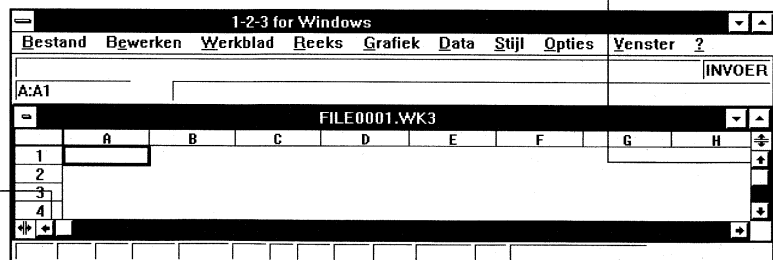 1-2-3 for Windows
Bestand Bewerken Werkblad Reeks Grafiek Data Stijl Opties Venster ?
INVOER
A:A1
FILE0001.WK3
A B C D E F G H
1
2
3
4